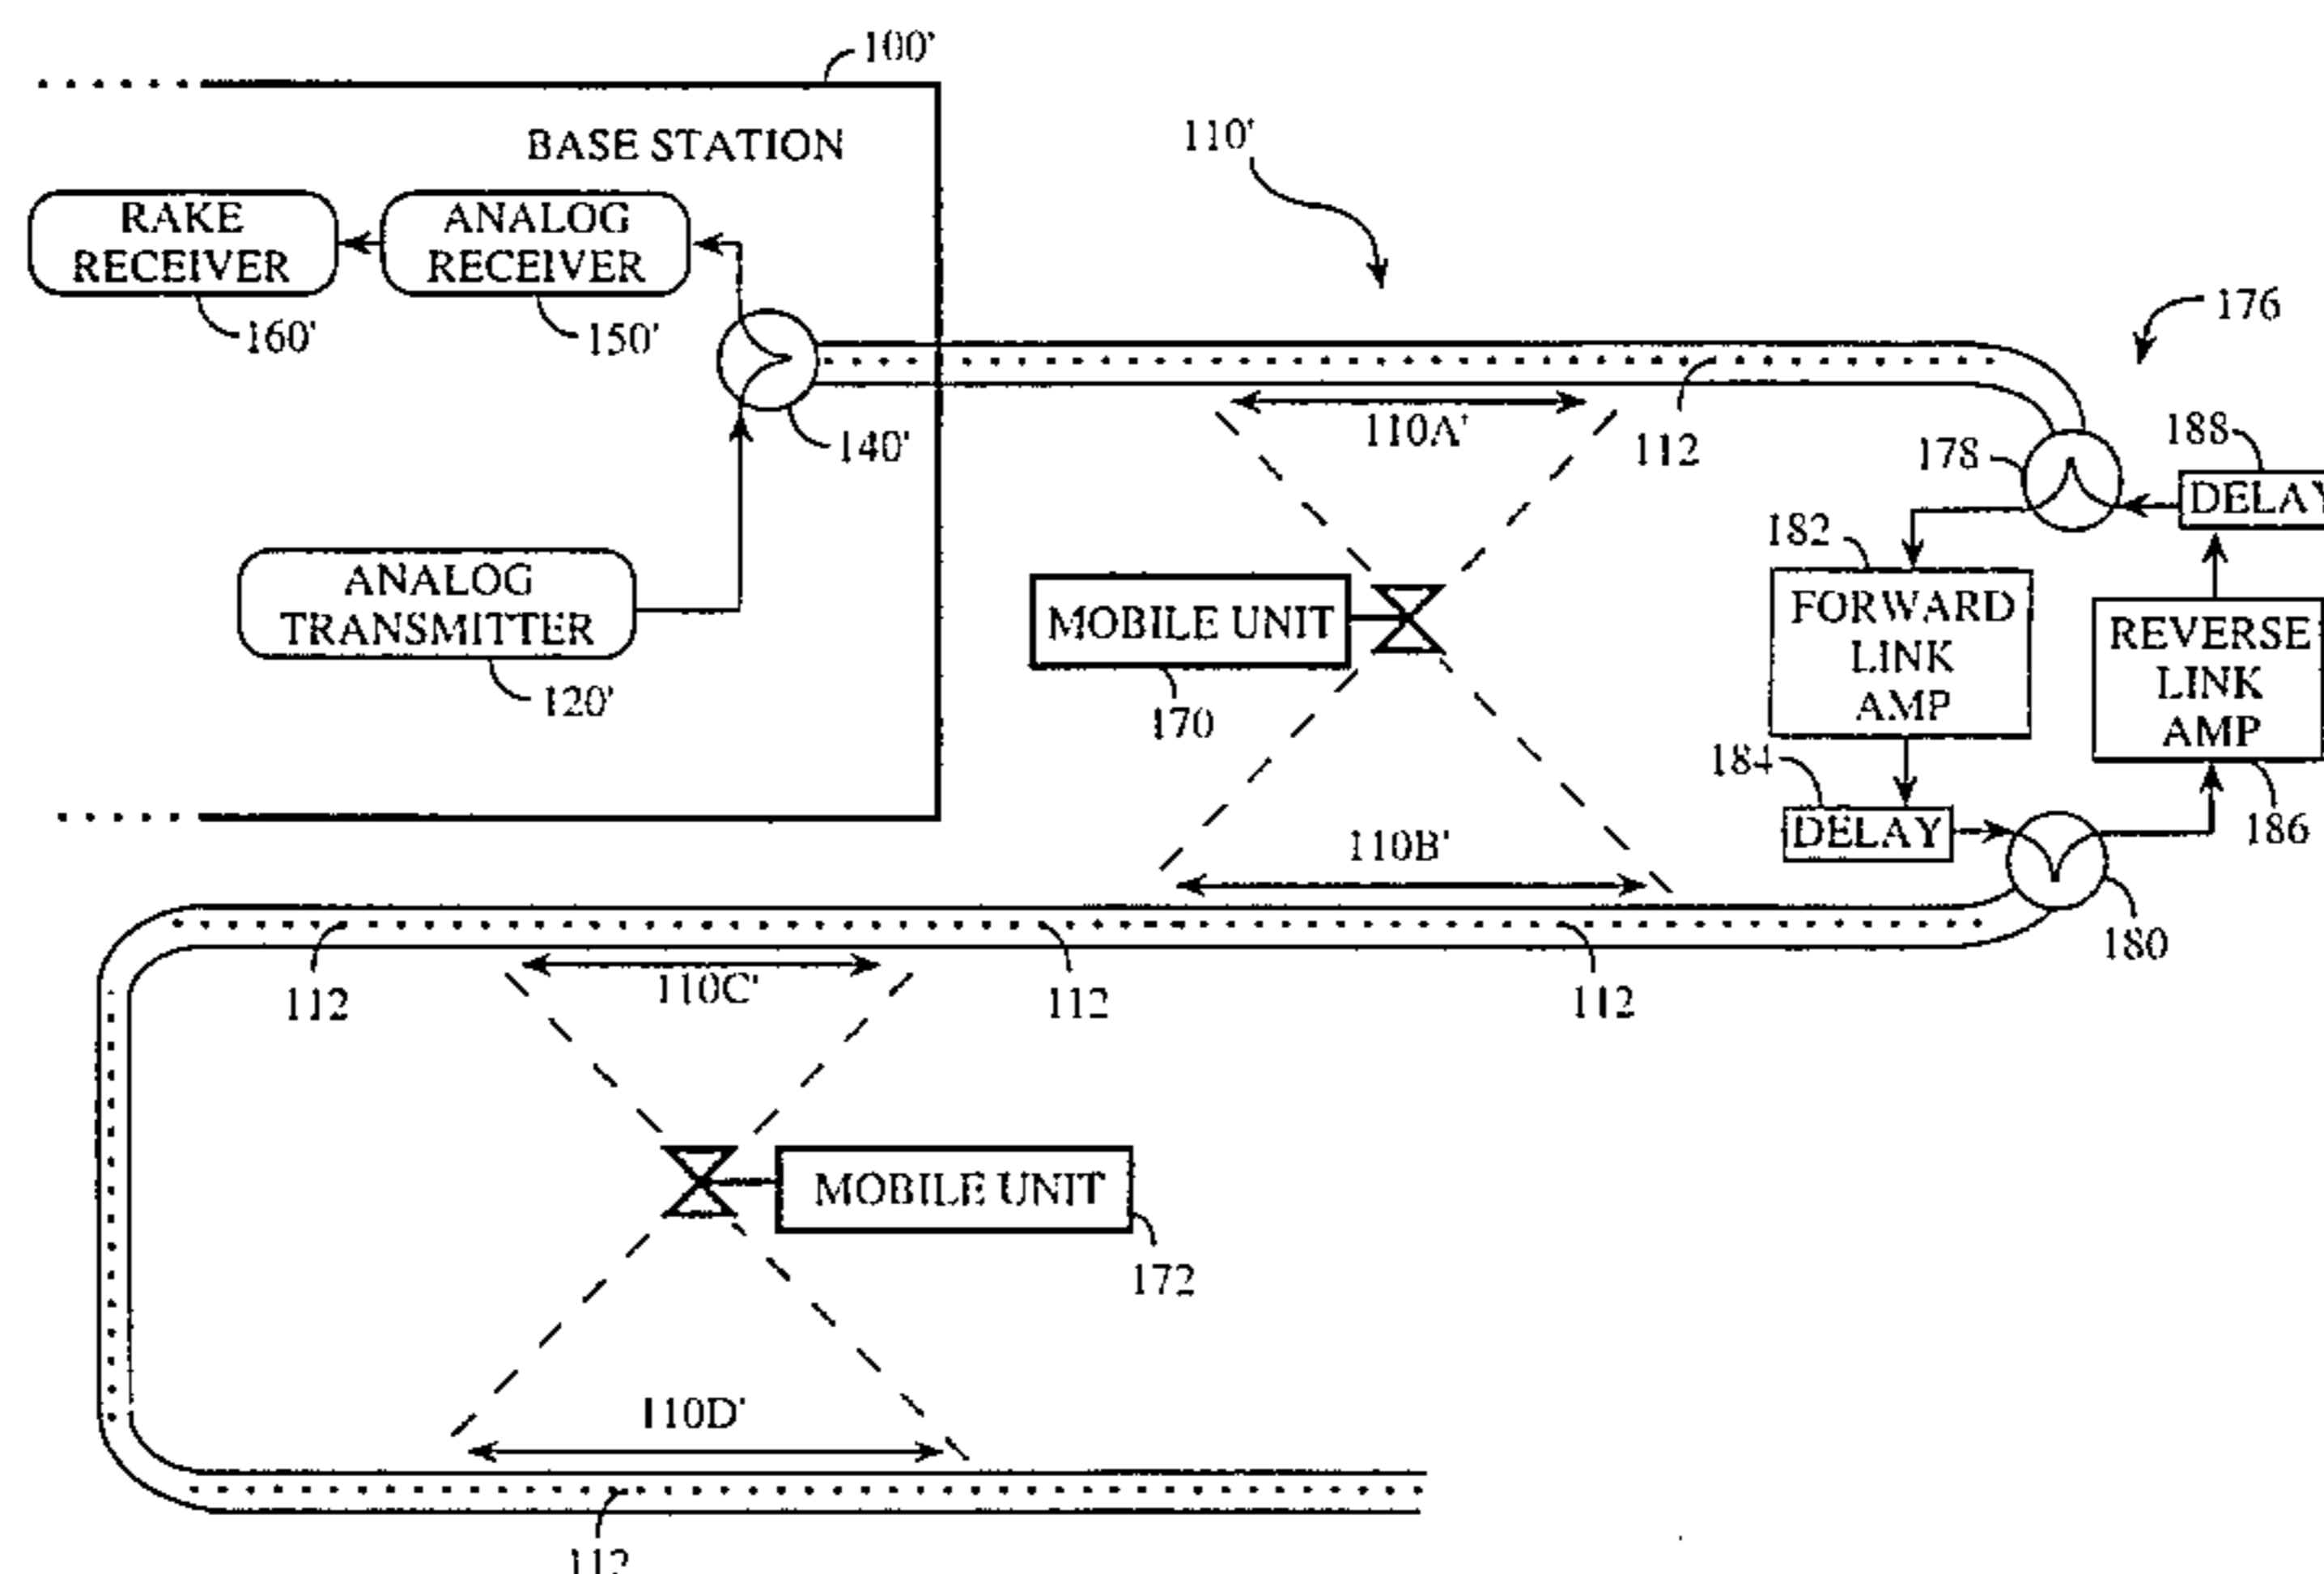 100'
BASE STATION
110'
RAKE
RECEIVER
ANALOG
RECEIVER
160'
150'
176
140'
110A'
112
178
188
DELAY
182
FORWARD
LINK
AMP
REVERSE
LINK
AMP
ANALOG
TRANSMITTER
120'
MOBILE UNIT
170
184
DELAY
186
110B'
180
112
110C'
112
112
MOBILE UNIT
172
110D'
112